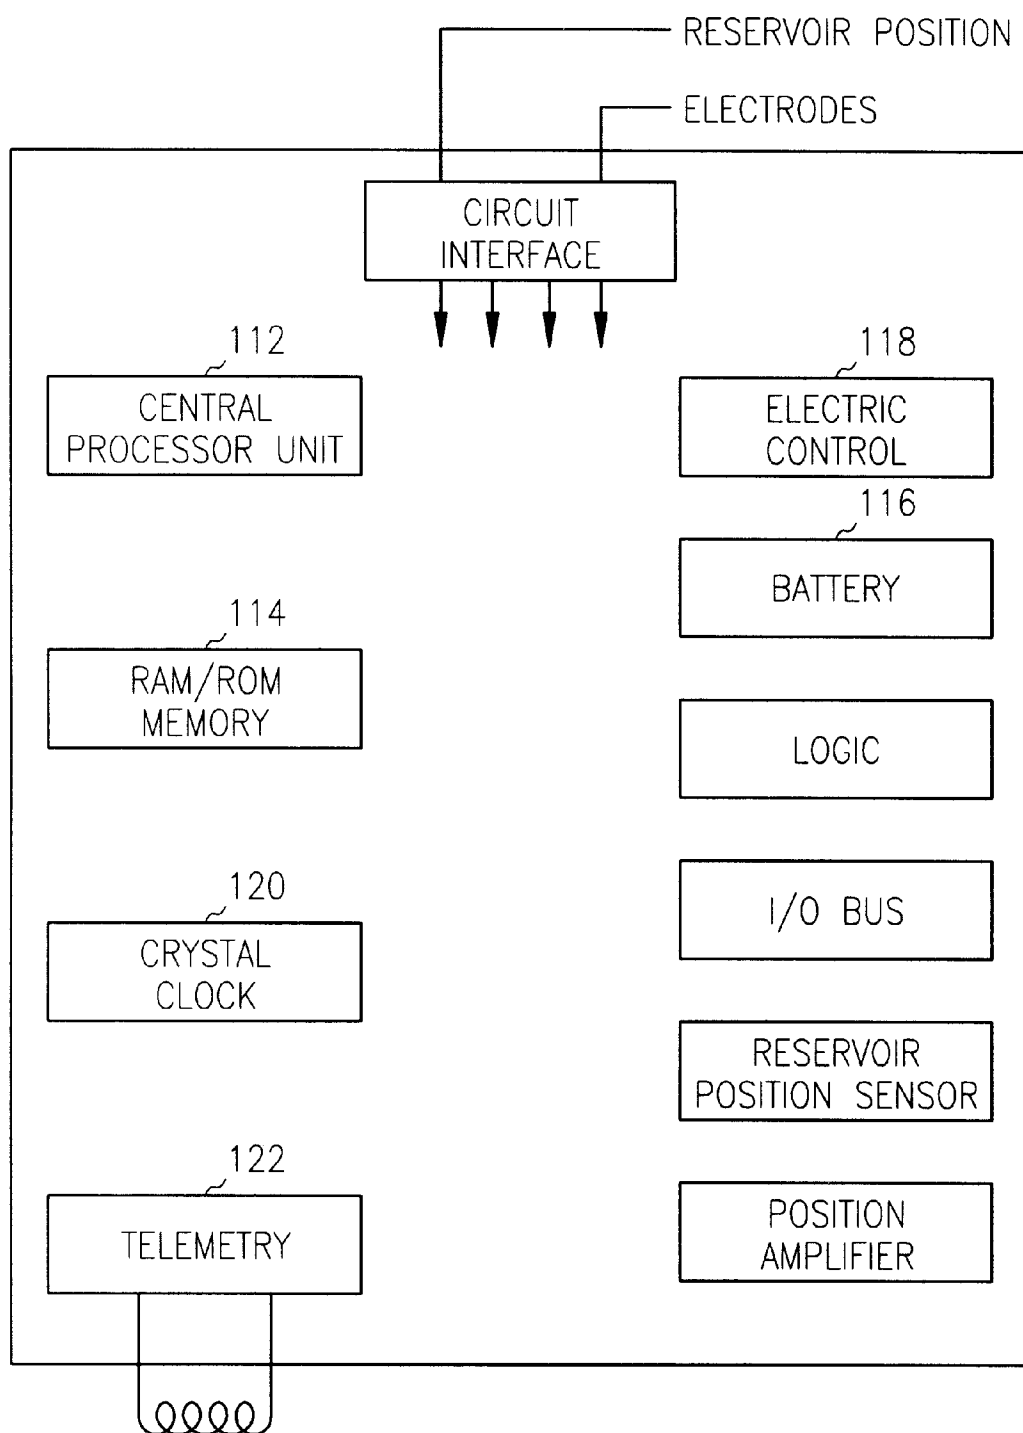 RESERVOIR POSITION
ELECTRODES
CIRCUIT
INTERFACE
112
CENTRAL
PROCESSOR UNIT
118
ELECTRIC
CONTROL
116
BATTERY
114
RAM/ROM
MEMORY
LOGIC
120
CRYSTAL
CLOCK
I/O BUS
RESERVOIR
POSITION SENSOR
122
TELEMETRY
POSITION
AMPLIFIER